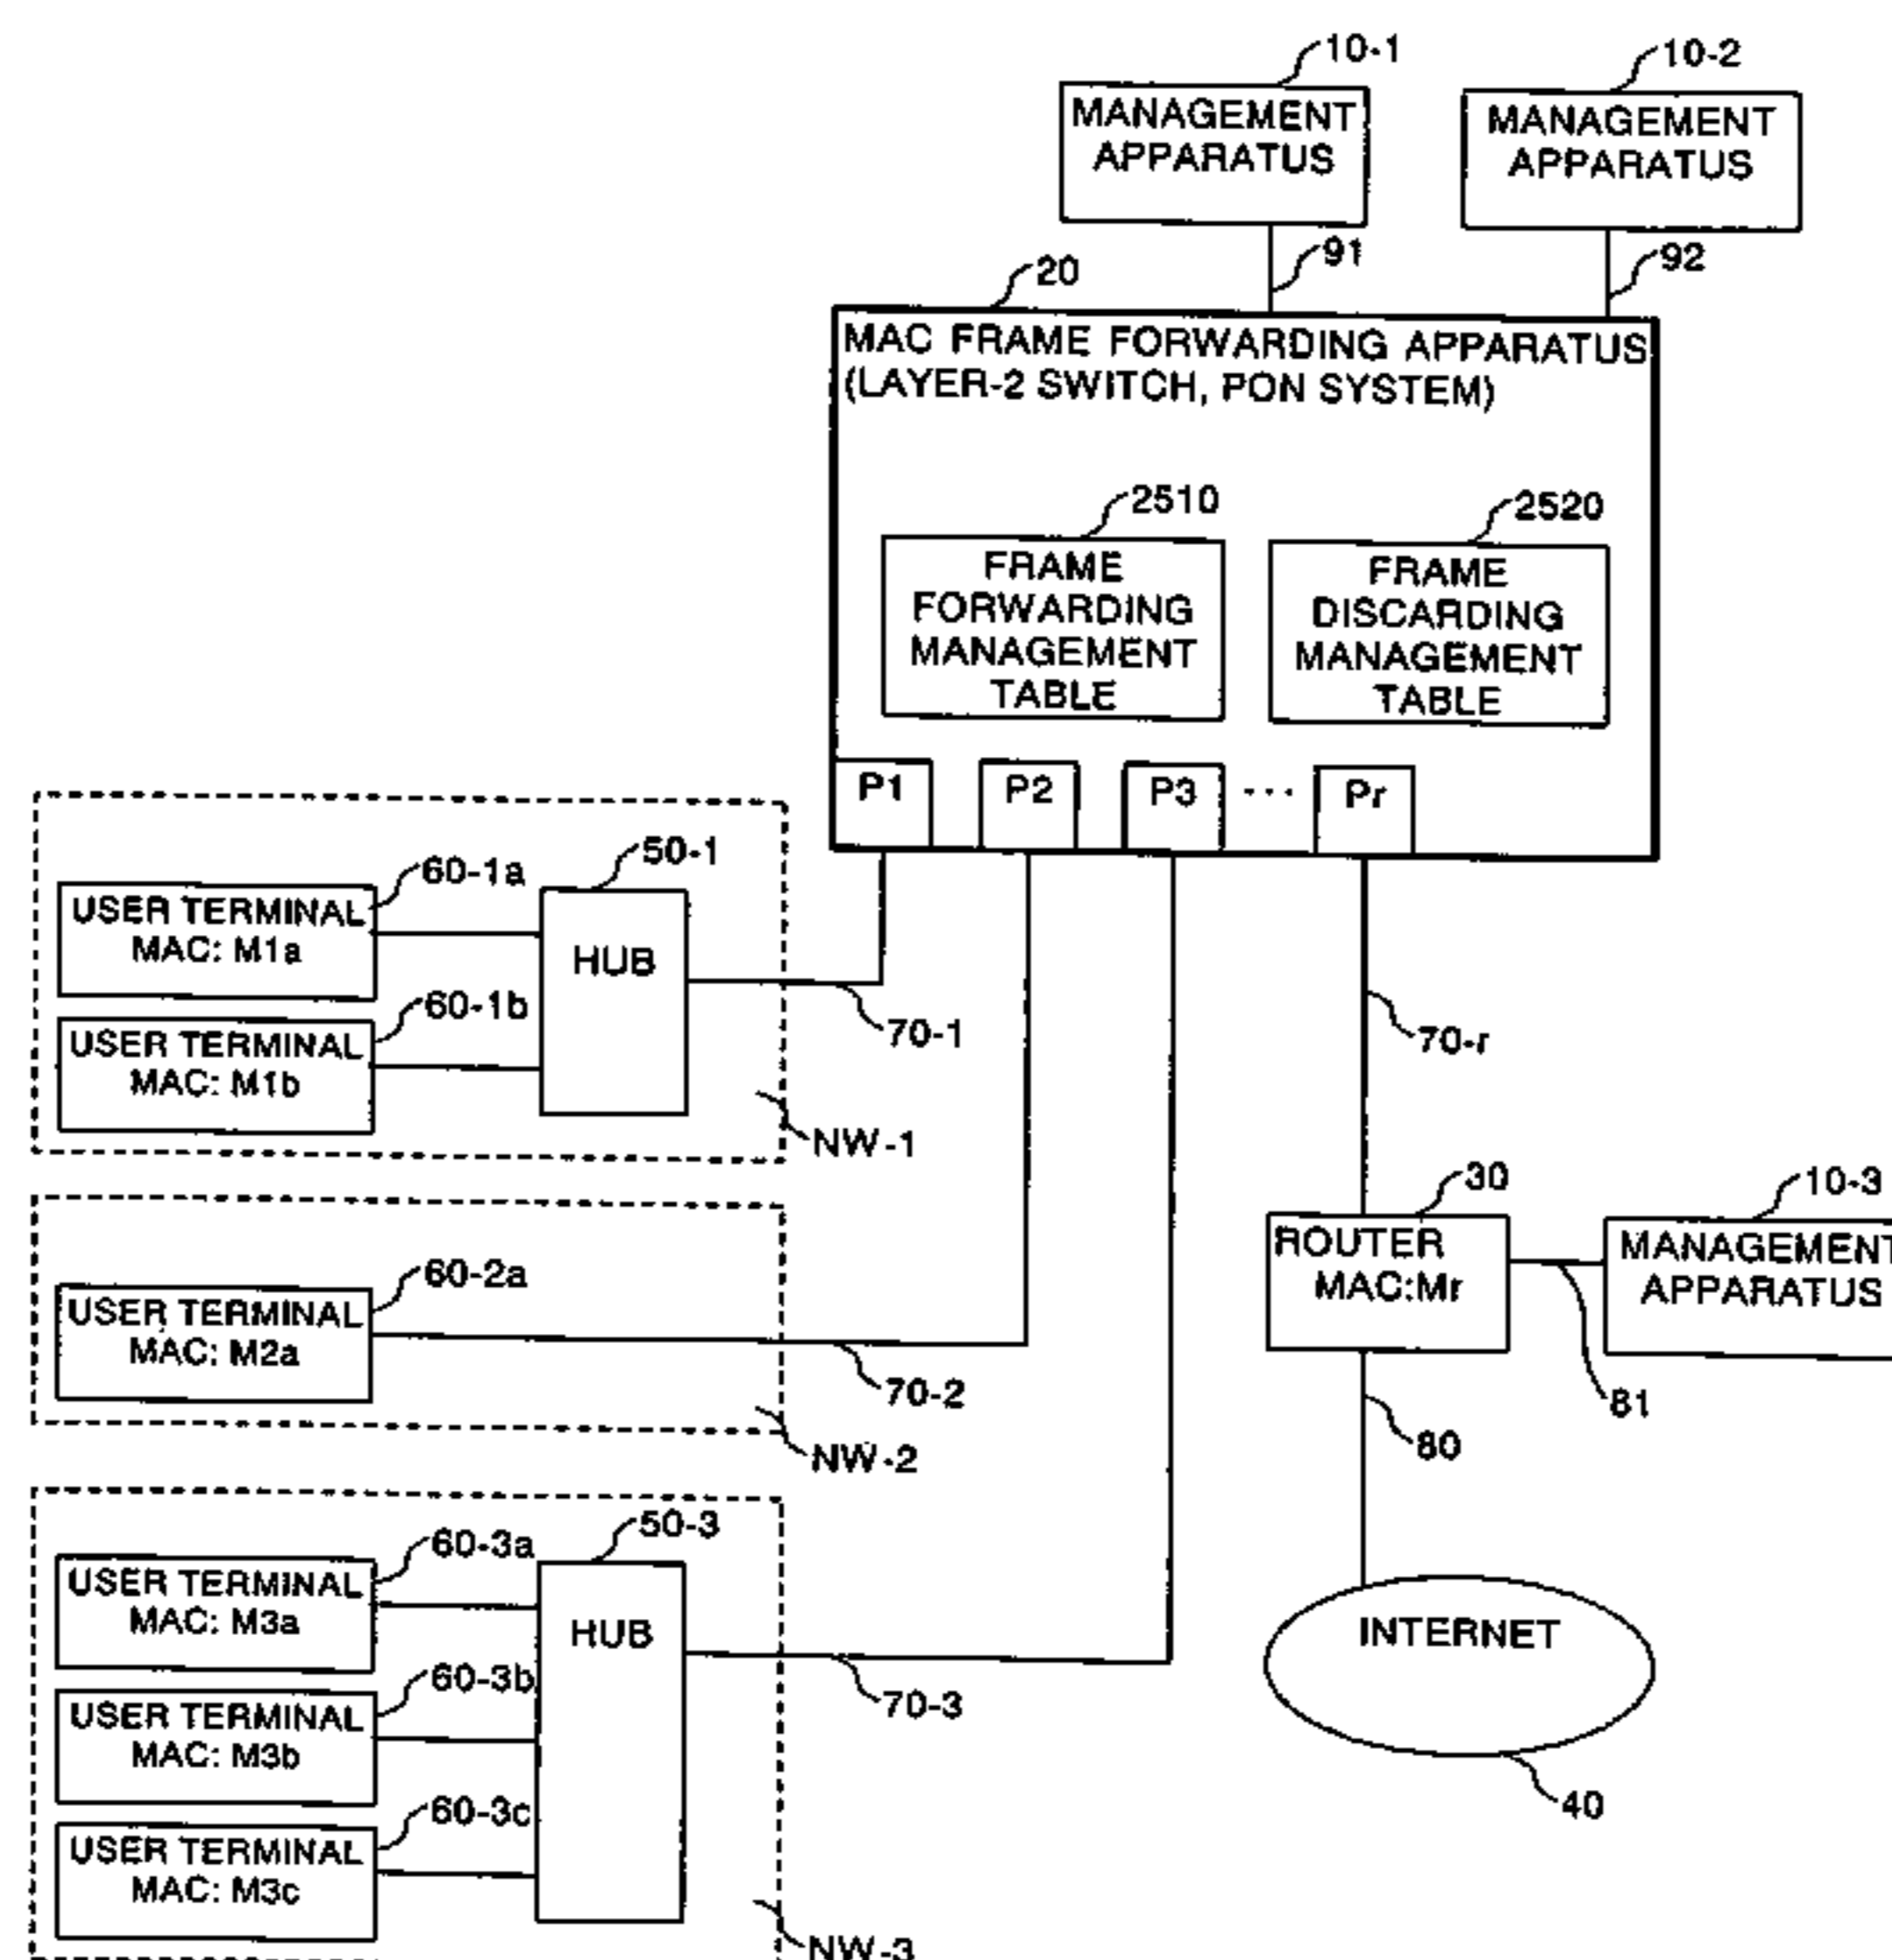 10-1
10-2
MANAGEMENT
APPARATUS
MANAGEMENT
APPARATUS
91
92
20
MAC FRAME FORWARDING APPARATUS
(LAYER-2 SWITCH, PON SYSTEM)
2510
2520
FRAME
FORWARDING
MANAGEMENT
TABLE
FRAME
DISCARDING
MANAGEMENT
TABLE
P1
P2
P3
...
Pr
50-1
60-1a
USER TERMINAL
MAC: M1a
HUB
60-1b
USER TERMINAL
MAC: M1b
70-1
70-r
NW-1
30
10-3
ROUTER
MAC:Mr
MANAGEMENT
APPARATUS
60-2a
USER TERMINAL
MAC: M2a
70-2
81
80
NW-2
50-3
60-3a
USER TERMINAL
MAC: M3a
HUB
INTERNET
60-3b
USER TERMINAL
MAC: M3b
70-3
40
60-3c
USER TERMINAL
MAC: M3c
NW-3